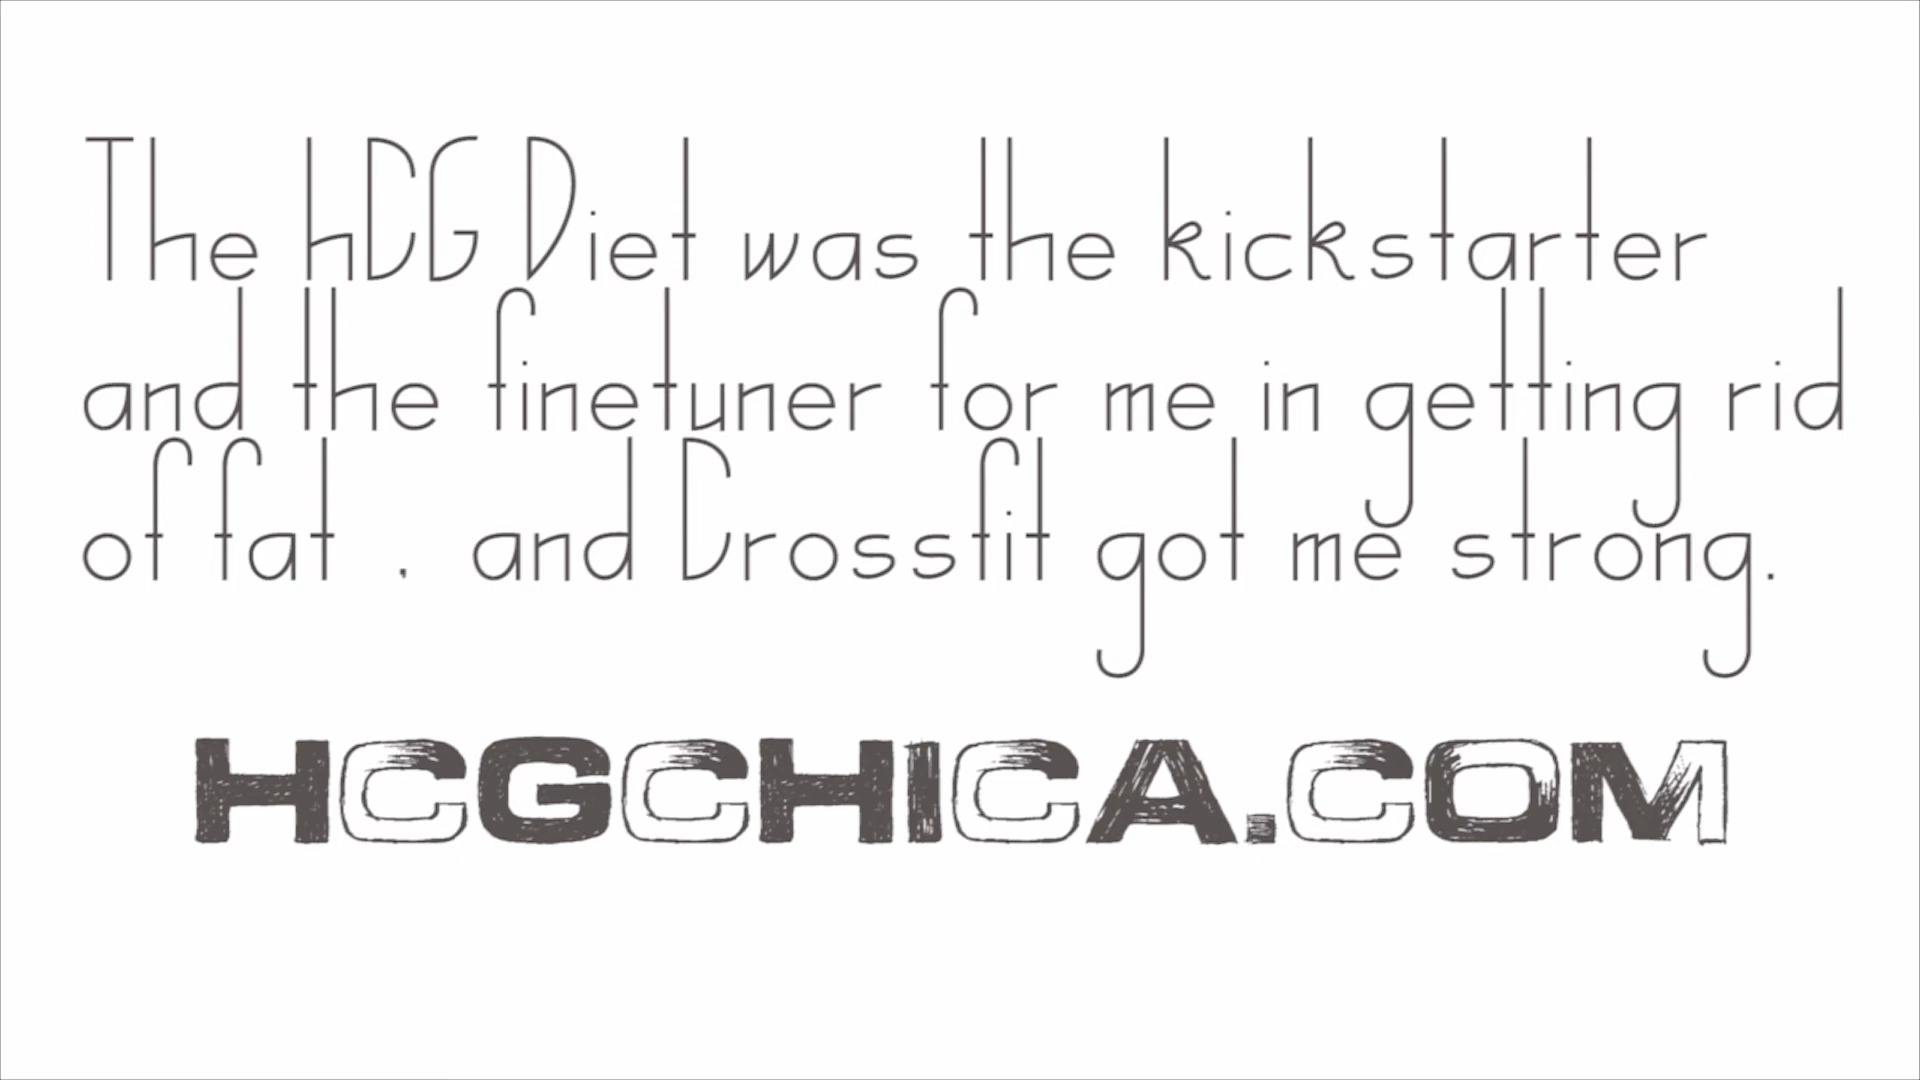 The hCG Diet was the kickstarter
and the finetuner for me in getting rid
of fat , and Crossfit got me strong.
HCGCHICA.COM